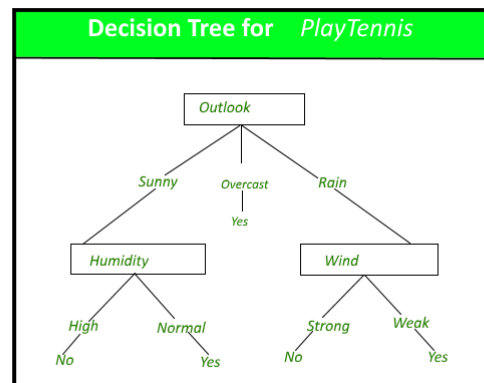 Decision Tree for PlayTennis
Outlook
Sunny Overcast Rain
Yes
Humidity Wind
High Normal Strong Weak
No Yes No Yes